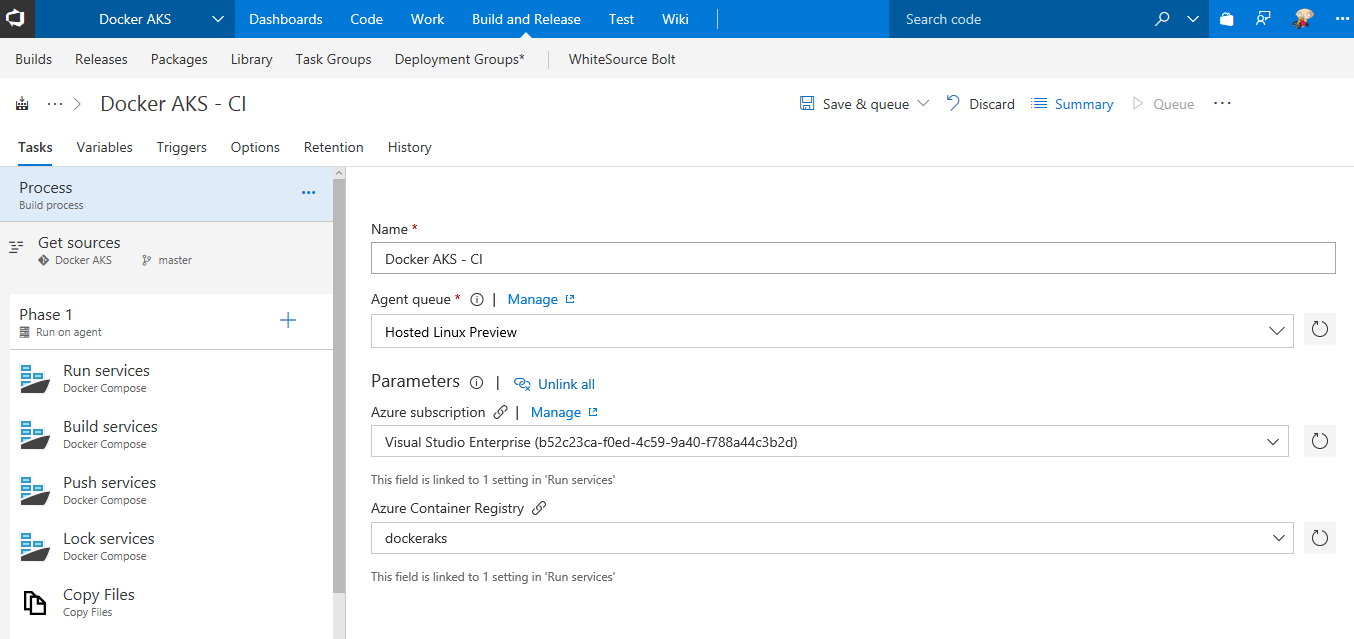 Docker AKS Dashboards Code Work Build and Release Test Wiki Search code
Builds Releases Packages Library Task Groups Deployment Groups* WhiteSource Bolt
Docker AKS - CI Save & queue Discard Summary Queue
Tasks Variables Triggers Options Retention History
Process
Build process
Get sources
Docker AKS master
Phase 1
Run on agent
Run services
Docker Compose
Build services
Docker Compose
Push services
Docker Compose
Lock services
Docker Compose
Copy Files
Copy Files
Name *
Docker AKS - CI
Agent queue * | Manage
Hosted Linux Preview
Parameters | Unlink all
Azure subscription | Manage
Visual Studio Enterprise (b52c23ca-f0ed-4c59-9a40-f788a44c3b2d)
This field is linked to 1 setting in 'Run services'
Azure Container Registry
dockeraks
This field is linked to 1 setting in 'Run services'